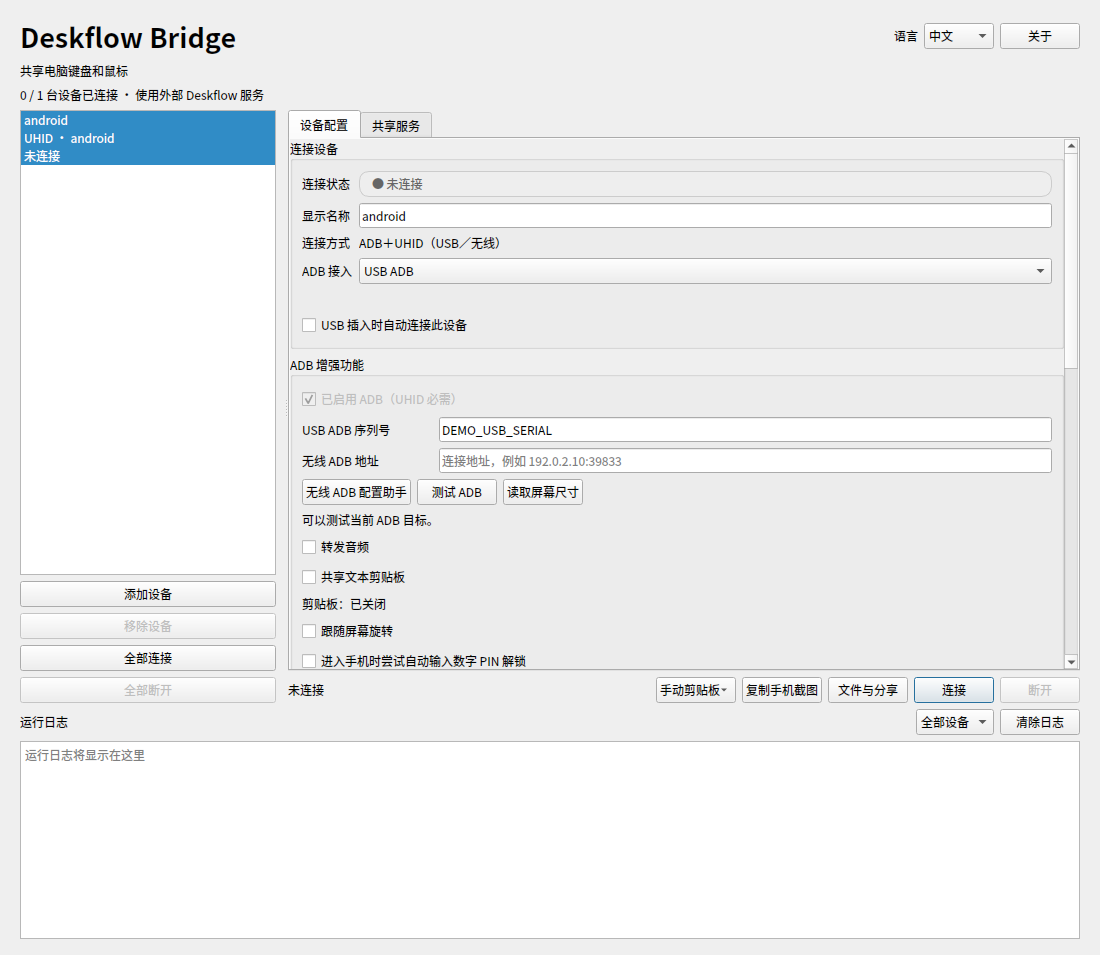 Deskflow Bridge
语言 中文 关于
共享电脑键盘和鼠标
0 / 1 台设备已连接 · 使用外部 Deskflow 服务
android
UHID · android
未连接
添加设备
移除设备
全部连接
全部断开
设备配置 共享服务
连接设备
连接状态 ● 未连接
显示名称 android
连接方式 ADB＋UHID（USB／无线）
ADB 接入 USB ADB
USB 插入时自动连接此设备
ADB 增强功能
已启用 ADB（UHID 必需）
USB ADB 序列号 DEMO_USB_SERIAL
无线 ADB 地址 连接地址，例如 192.0.2.10:39833
无线 ADB 配置助手 测试 ADB 读取屏幕尺寸
可以测试当前 ADB 目标。
转发音频
共享文本剪贴板
剪贴板：已关闭
跟随屏幕旋转
进入手机时尝试自动输入数字 PIN 解锁
未连接 手动剪贴板 复制手机截图 文件与分享 连接 断开
运行日志 全部设备 清除日志
运行日志将显示在这里